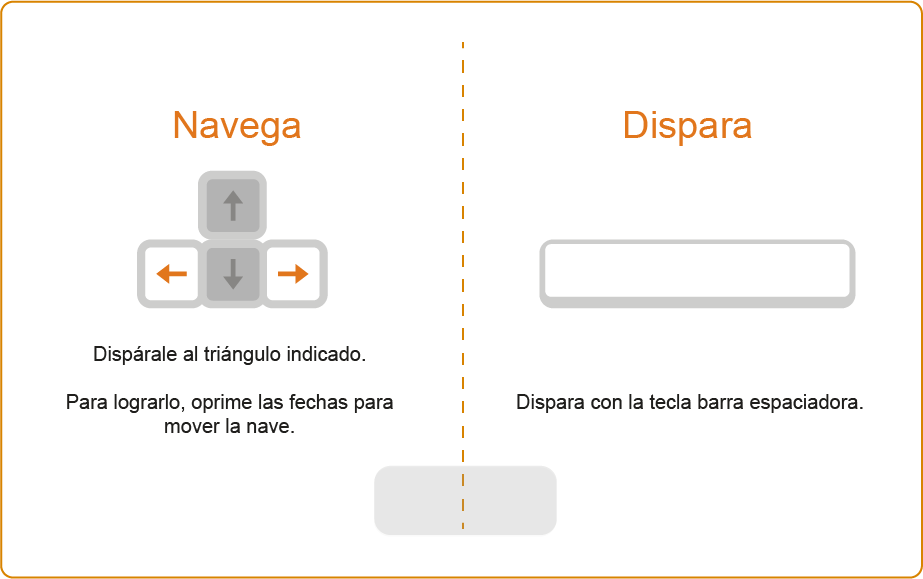 Navega
Dispárale al triángulo indicado.
Para lograrlo, oprime las fechas para
mover la nave.
Dispara
Dispara con la tecla barra espaciadora.